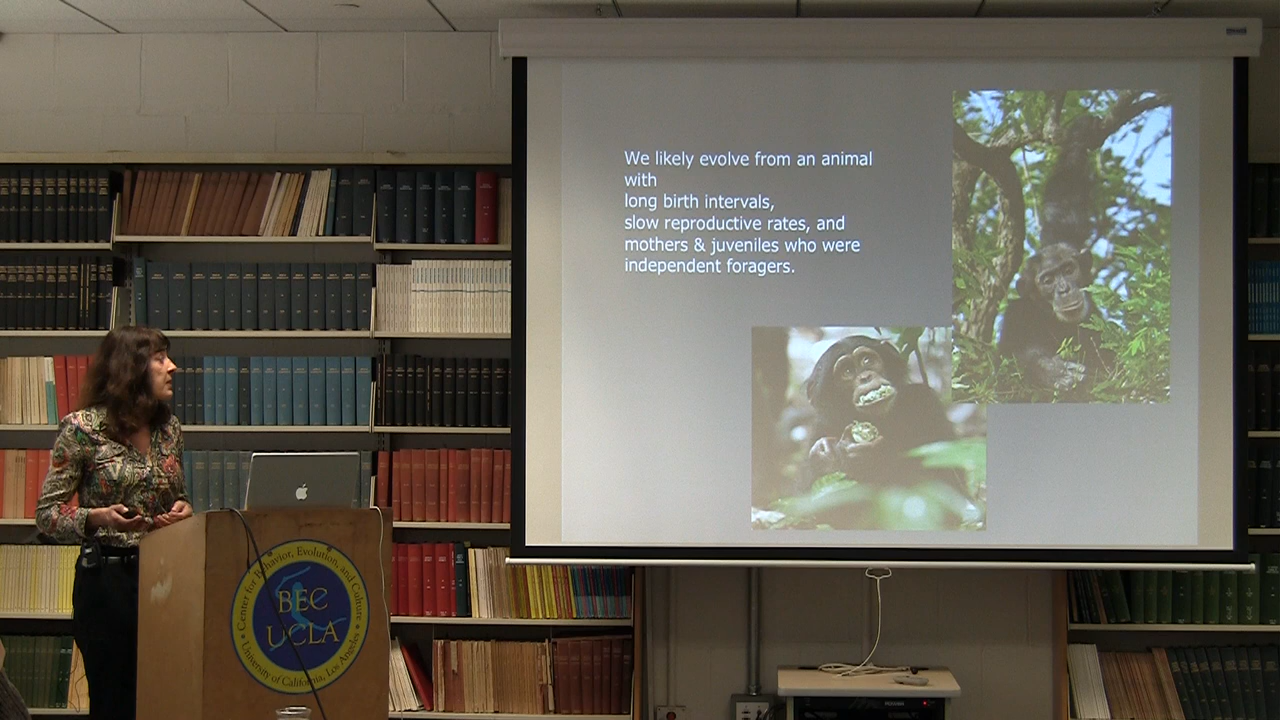 We likely evolve from an animal
with
long birth intervals,
slow reproductive rates, and
mothers & juveniles who were
independent foragers.
Center for Behavior, Evolution, and Culture
BEC
UCLA
University of California, Los Angeles